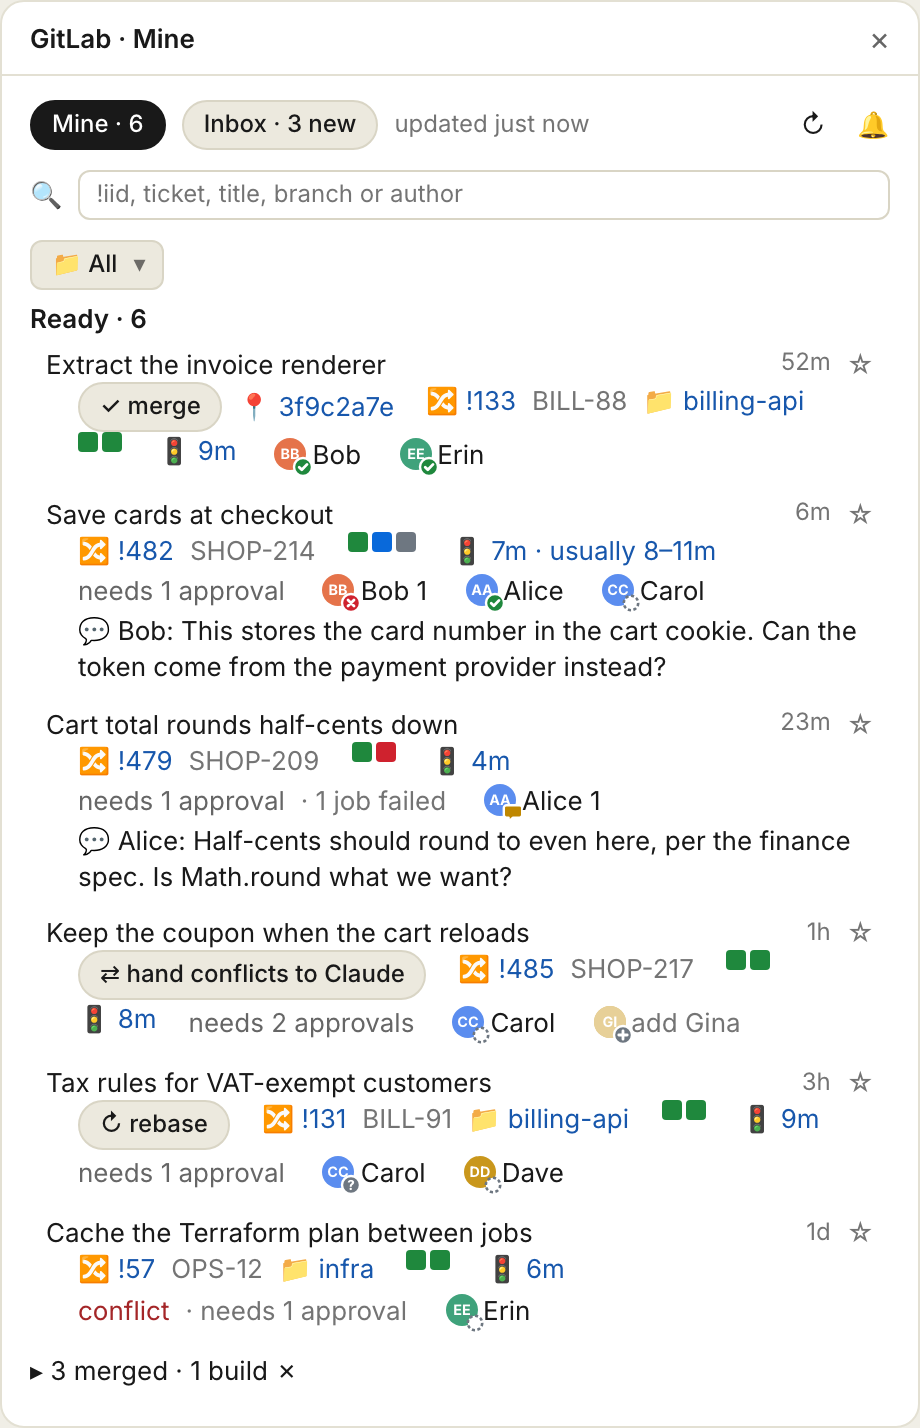 GitLab · Mine ×
Mine · 6 Inbox · 3 new updated just now
!iid, ticket, title, branch or author
All ▾
Ready · 6
Extract the invoice renderer 52m ☆
✓ merge 3f9c2a7e !133 BILL-88 billing-api
9m BB Bob EE Erin
Save cards at checkout 6m ☆
!482 SHOP-214 7m · usually 8–11m
needs 1 approval BB Bob 1 AA Alice CC Carol
Bob: This stores the card number in the cart cookie. Can the
token come from the payment provider instead?
Cart total rounds half-cents down 23m ☆
!479 SHOP-209 4m
needs 1 approval · 1 job failed AA Alice 1
Alice: Half-cents should round to even here, per the finance
spec. Is Math.round what we want?
Keep the coupon when the cart reloads 1h ☆
⇄ hand conflicts to Claude !485 SHOP-217
8m needs 2 approvals CC Carol GI add Gina
Tax rules for VAT-exempt customers 3h ☆
↻ rebase !131 BILL-91 billing-api 9m
needs 1 approval CC ? Carol DD Dave
Cache the Terraform plan between jobs 1d ☆
!57 OPS-12 infra 6m
conflict · needs 1 approval EE Erin
▸ 3 merged · 1 build ×